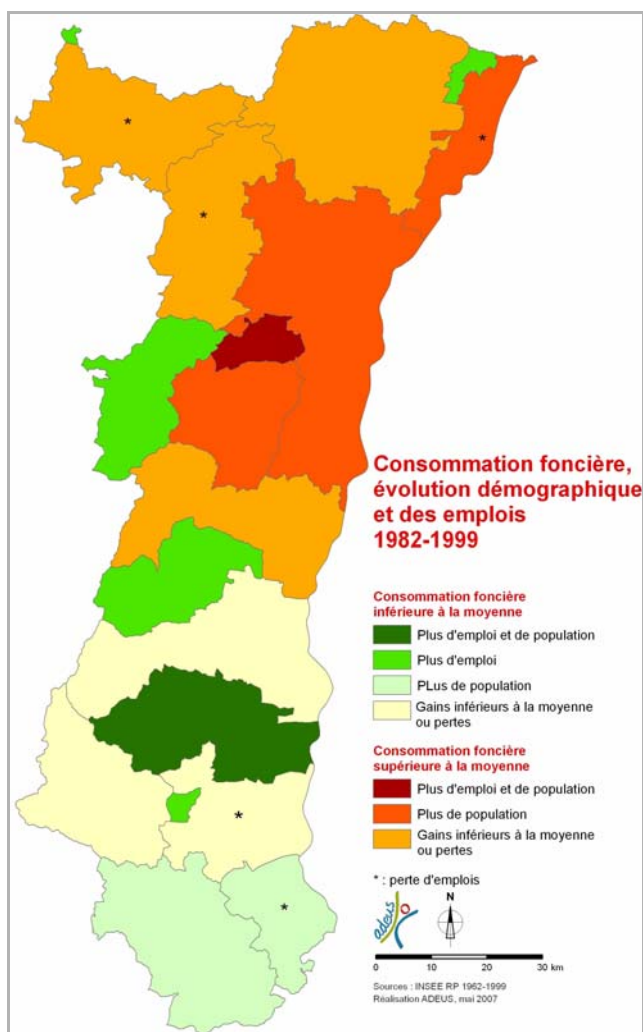 Consommation foncière,
évolution démographique
et des emplois
1982-1999
Consommation foncière
inférieure à la moyenne
Plus d'emploi et de population
Plus d'emploi
PLus de population
Gains inférieurs à la moyenne
ou pertes
Consommation foncière
supérieure à la moyenne
Plus d'emploi et de population
Plus de population
Gains inférieurs à la moyenne
ou pertes
* : perte d'emplois
adeus
N
0 10 20 30 km
Sources : INSEE RP 1962-1999
Réalisation ADEUS, mai 2007